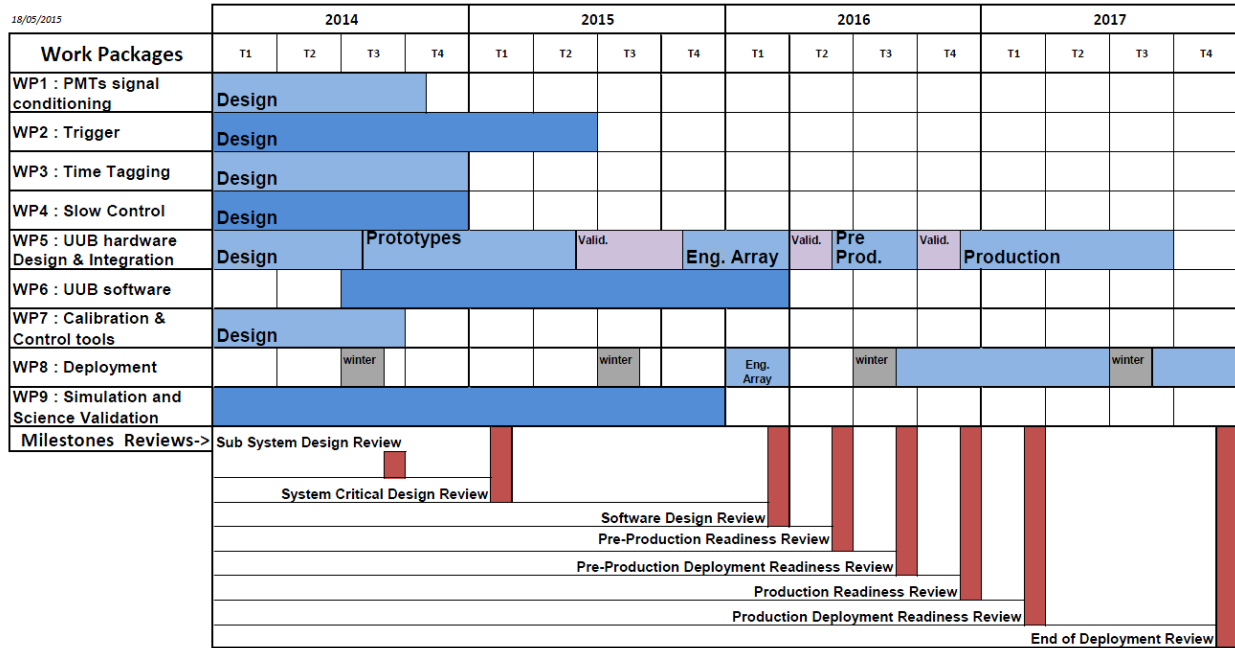 18/05/2015
2014 2015 2016 2017
Work Packages T1 T2 T3 T4 T1 T2 T3 T4 T1 T2 T3 T4 T1 T2 T3 T4
WP1 : PMTs signal
conditioning
Design
WP2 : Trigger
Design
WP3 : Time Tagging
Design
WP4 : Slow Control
Design
WP5 : UUB hardware
Design & Integration
Design
Prototypes
Valid.
Eng. Array
Valid.
Pre
Prod.
Valid.
Production
WP6 : UUB software
WP7 : Calibration &
Control tools
Design
WP8 : Deployment
winter
winter
Eng.
Array
winter
winter
WP9 : Simulation and
Science Validation
Milestones Reviews->
Sub System Design Review
System Critical Design Review
Software Design Review
Pre-Production Readiness Review
Pre-Production Deployment Readiness Review
Production Readiness Review
Production Deployment Readiness Review
End of Deployment Review